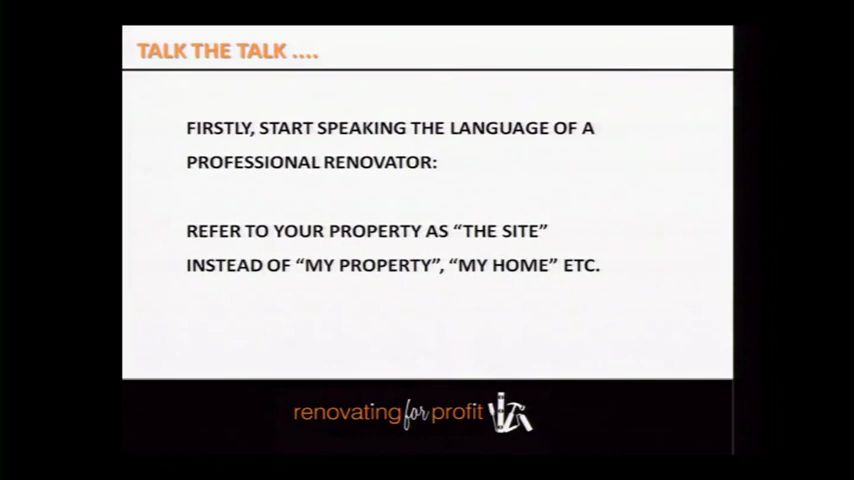 TALK THE TALK ....
FIRSTLY, START SPEAKING THE LANGUAGE OF A
PROFESSIONAL RENOVATOR:
REFER TO YOUR PROPERTY AS “THE SITE”
INSTEAD OF “MY PROPERTY”, “MY HOME” ETC.
renovating for profit